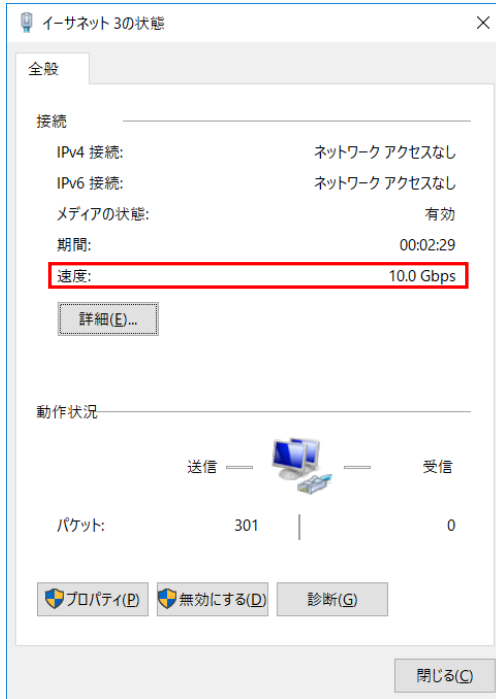 イーサネット 3の状態
全般
接続
IPv4 接続: ネットワーク アクセスなし
IPv6 接続: ネットワーク アクセスなし
メディアの状態: 有効
期間: 00:02:29
速度: 10.0 Gbps
詳細(E)...
動作状況
送信 受信
パケット: 301 0
プロパティ(P) 無効にする(D) 診断(G)
閉じる(C)